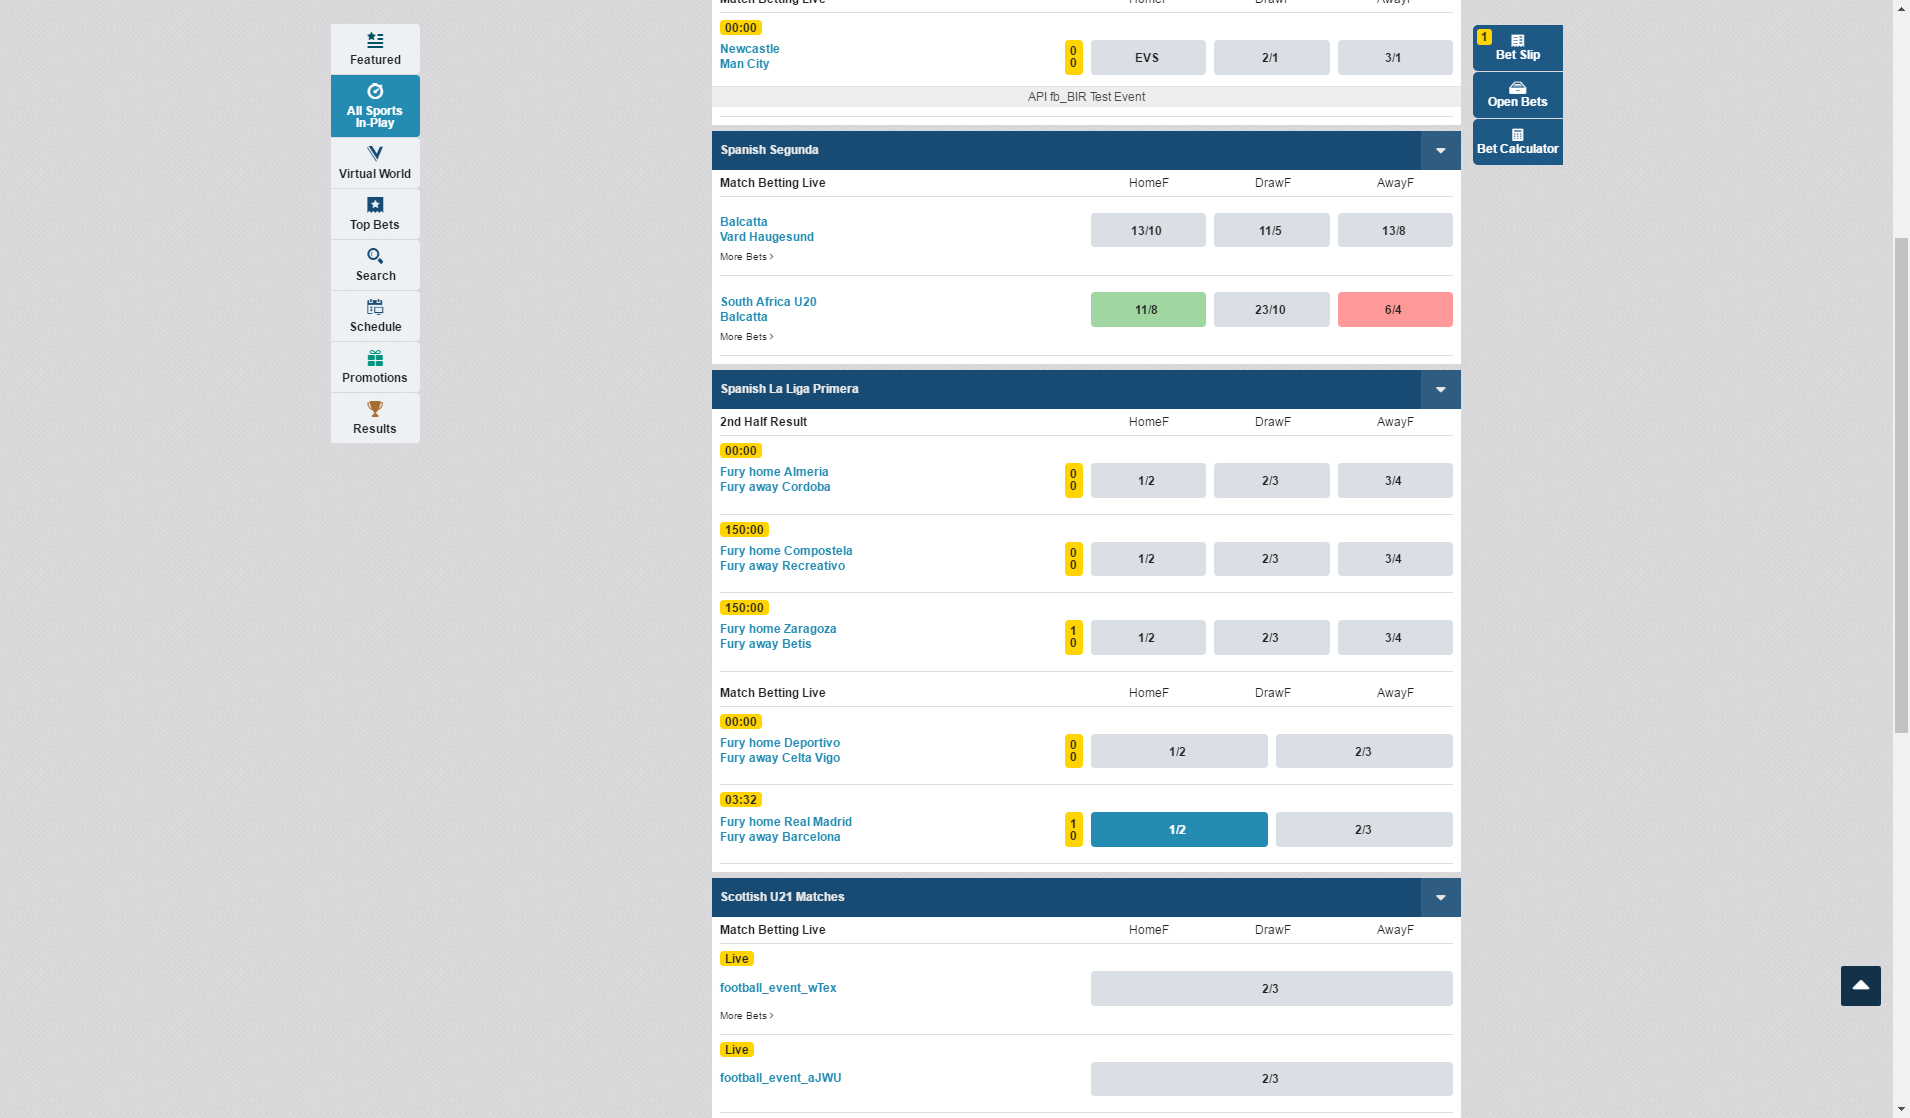 Match Betting Live HomeF DrawF AwayF
00:00
Newcastle
Man City
0
0
EVS 2/1 3/1
API fb_BIR Test Event
Featured
All Sports
In-Play
Virtual World
Top Bets
Search
Schedule
Promotions
Results
1
Bet Slip
Open Bets
Bet Calculator
Spanish Segunda
Match Betting Live HomeF DrawF AwayF
Balcatta
Vard Haugesund
13/10 11/5 13/8
More Bets >
South Africa U20
Balcatta
11/8 23/10 6/4
More Bets >
Spanish La Liga Primera
2nd Half Result HomeF DrawF AwayF
00:00
Fury home Almeria
Fury away Cordoba
0
0
1/2 2/3 3/4
150:00
Fury home Compostela
Fury away Recreativo
0
0
1/2 2/3 3/4
150:00
Fury home Zaragoza
Fury away Betis
1
0
1/2 2/3 3/4
Match Betting Live HomeF DrawF AwayF
00:00
Fury home Deportivo
Fury away Celta Vigo
0
0
1/2 2/3
03:32
Fury home Real Madrid
Fury away Barcelona
1
0
1/2 2/3
Scottish U21 Matches
Match Betting Live HomeF DrawF AwayF
Live
football_event_wTex
2/3
More Bets >
Live
football_event_aJWU
2/3